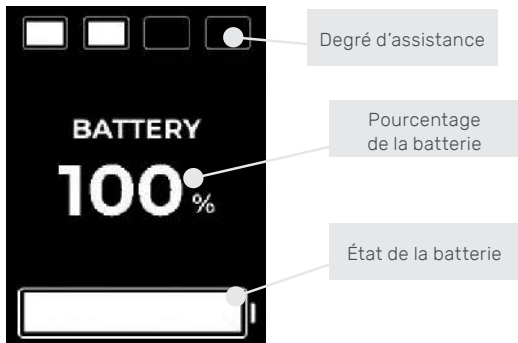 Degré d’assistance
BATTERY
100%
Pourcentage
de la batterie
État de la batterie